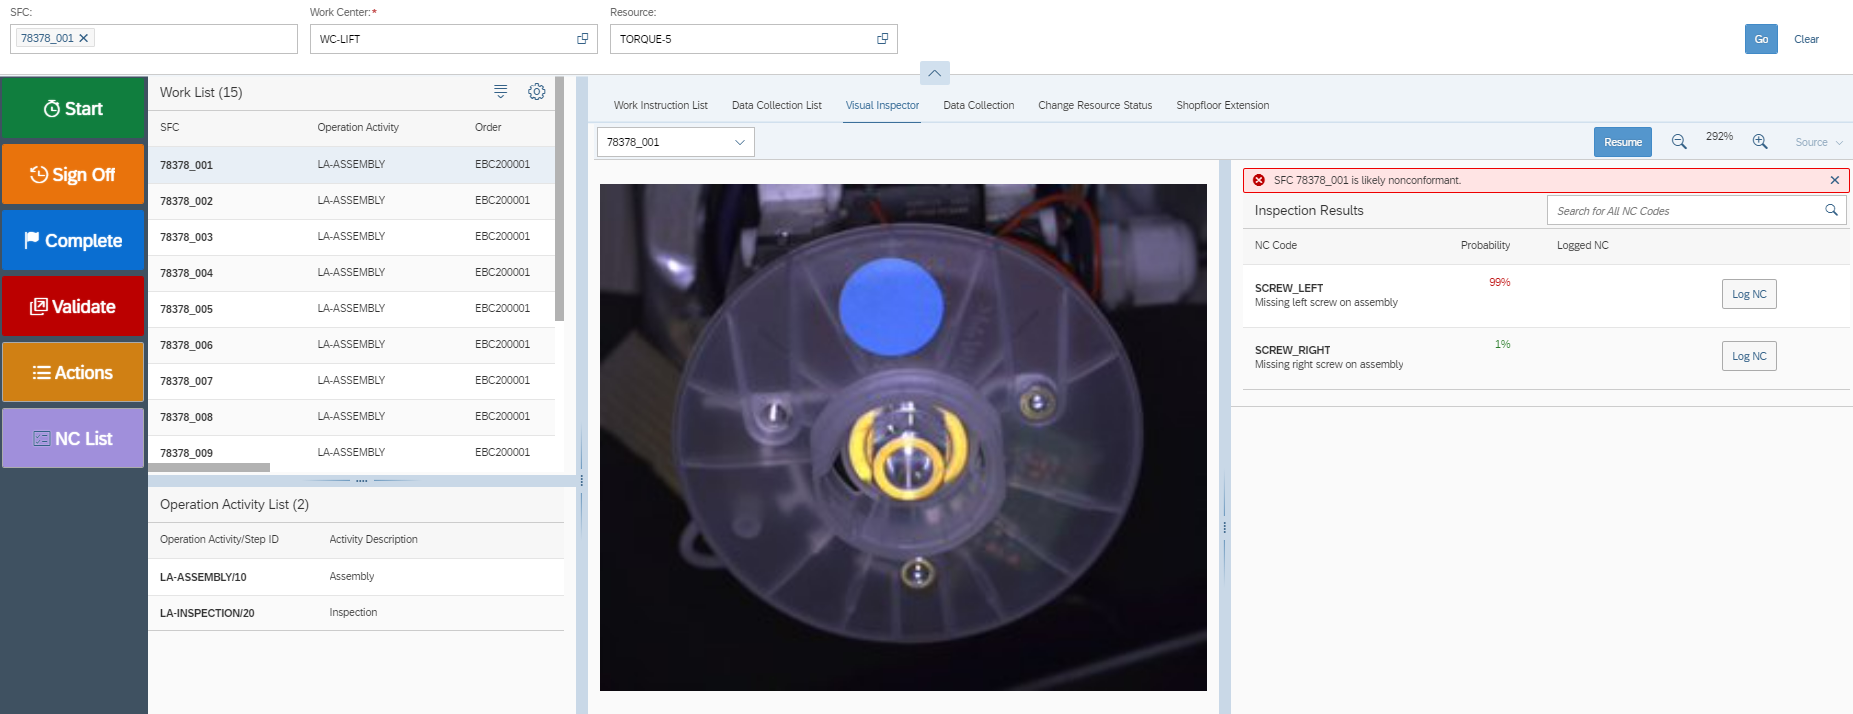 SFC:
Work Center:*
Resource:
78378_001
WC-LIFT
TORQUE-5
Go
Clear
Start
Sign Off
Complete
Validate
Actions
NC List
Work List (15)
SFC Operation Activity Order
78378_001 LA-ASSEMBLY EBC200001
78378_002 LA-ASSEMBLY EBC200001
78378_003 LA-ASSEMBLY EBC200001
78378_004 LA-ASSEMBLY EBC200001
78378_005 LA-ASSEMBLY EBC200001
78378_006 LA-ASSEMBLY EBC200001
78378_007 LA-ASSEMBLY EBC200001
78378_008 LA-ASSEMBLY EBC200001
78378_009 LA-ASSEMBLY EBC200001
Operation Activity List (2)
Operation Activity/Step ID Activity Description
LA-ASSEMBLY/10 Assembly
LA-INSPECTION/20 Inspection
Work Instruction List Data Collection List Visual Inspector Data Collection Change Resource Status Shopfloor Extension
78378_001
Resume
292%
Source
SFC 78378_001 is likely nonconformant.
Inspection Results
Search for All NC Codes
NC Code Probability Logged NC
SCREW_LEFT 99%
Missing left screw on assembly
Log NC
SCREW_RIGHT 1%
Missing right screw on assembly
Log NC